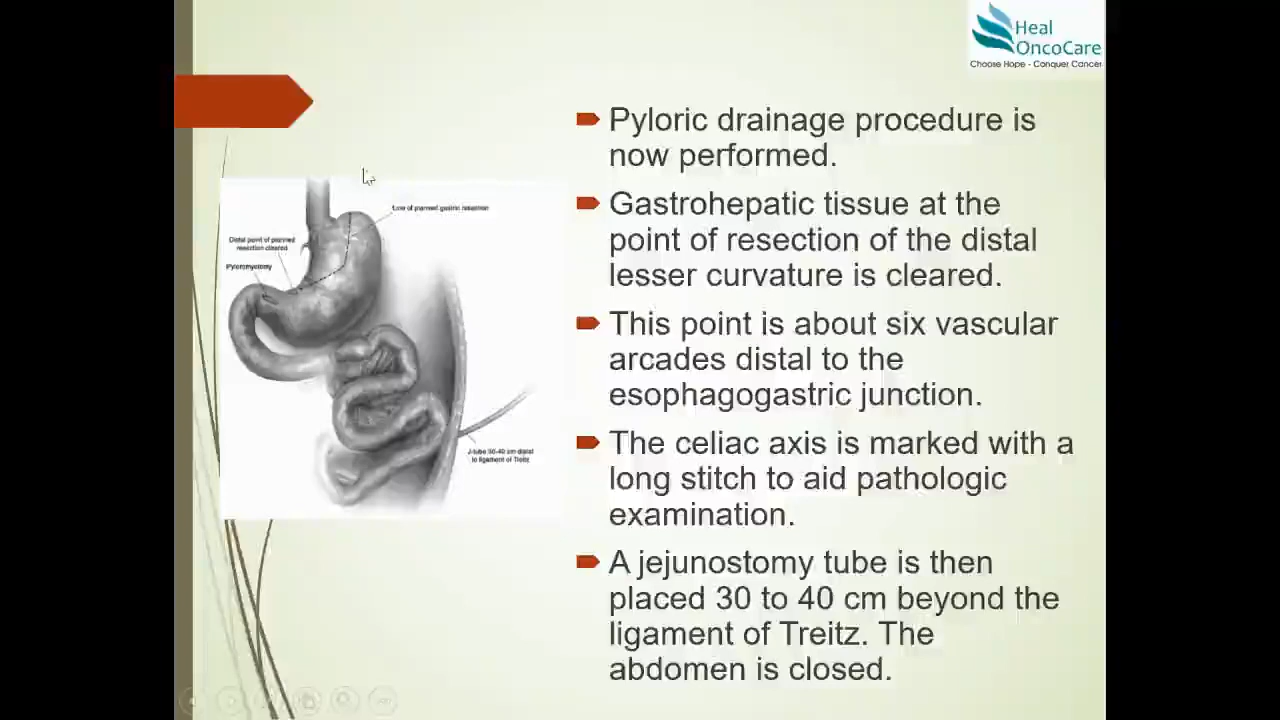 Heal
OncoCare
Choose Hope - Conquer Cancer
Line of planned gastric resection
Distal point of planned
resection cleared
Pyloromyotomy
J-tube 30-40 cm distal
to ligament of Treitz
Pyloric drainage procedure is
now performed.
Gastrohepatic tissue at the
point of resection of the distal
lesser curvature is cleared.
This point is about six vascular
arcades distal to the
esophagogastric junction.
The celiac axis is marked with a
long stitch to aid pathologic
examination.
A jejunostomy tube is then
placed 30 to 40 cm beyond the
ligament of Treitz. The
abdomen is closed.